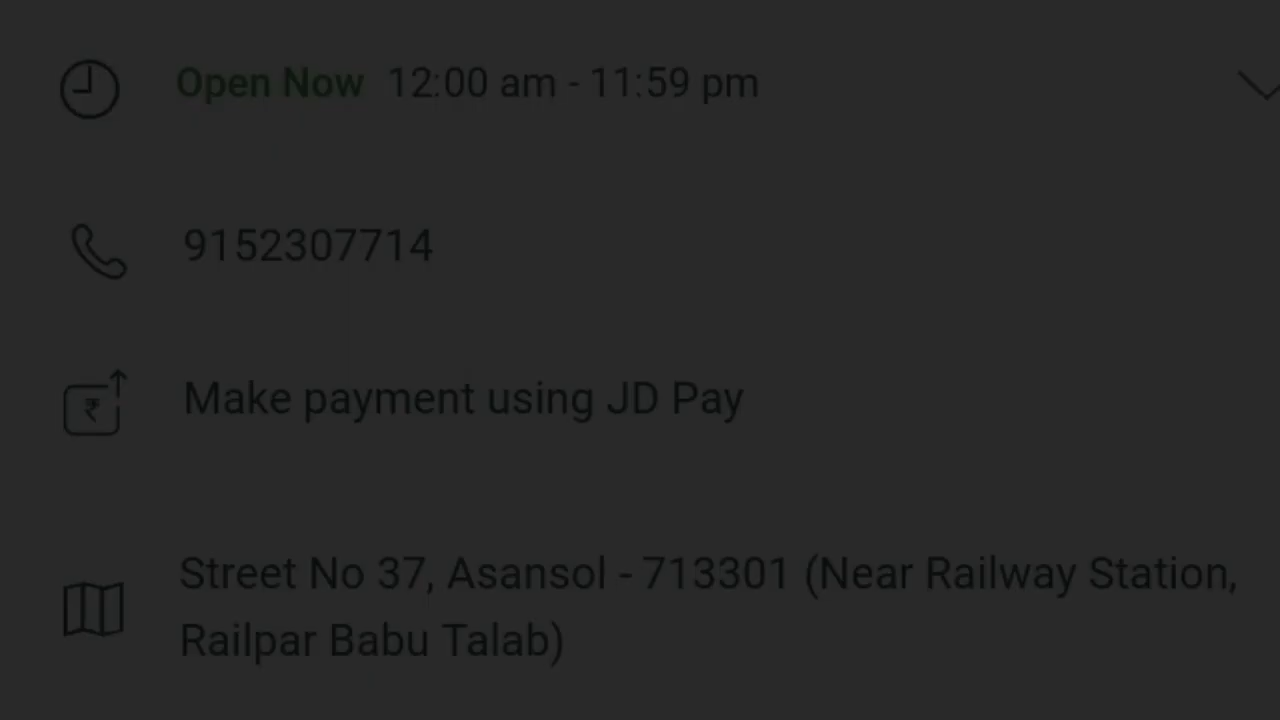 Open Now 12:00 am - 11:59 pm
9152307714
₹
Make payment using JD Pay
Street No 37, Asansol - 713301 (Near Railway Station,
Railpar Babu Talab)